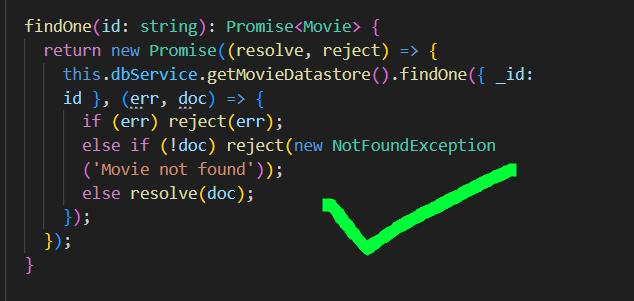 findOne(id: string): Promise<Movie> {
return new Promise((resolve, reject) => {
this.dbService.getMovieDatastore().findOne({ _id:
id }, (err, doc) => {
if (err) reject(err);
else if (!doc) reject(new NotFoundException
('Movie not found'));
else resolve(doc);
});
});
}